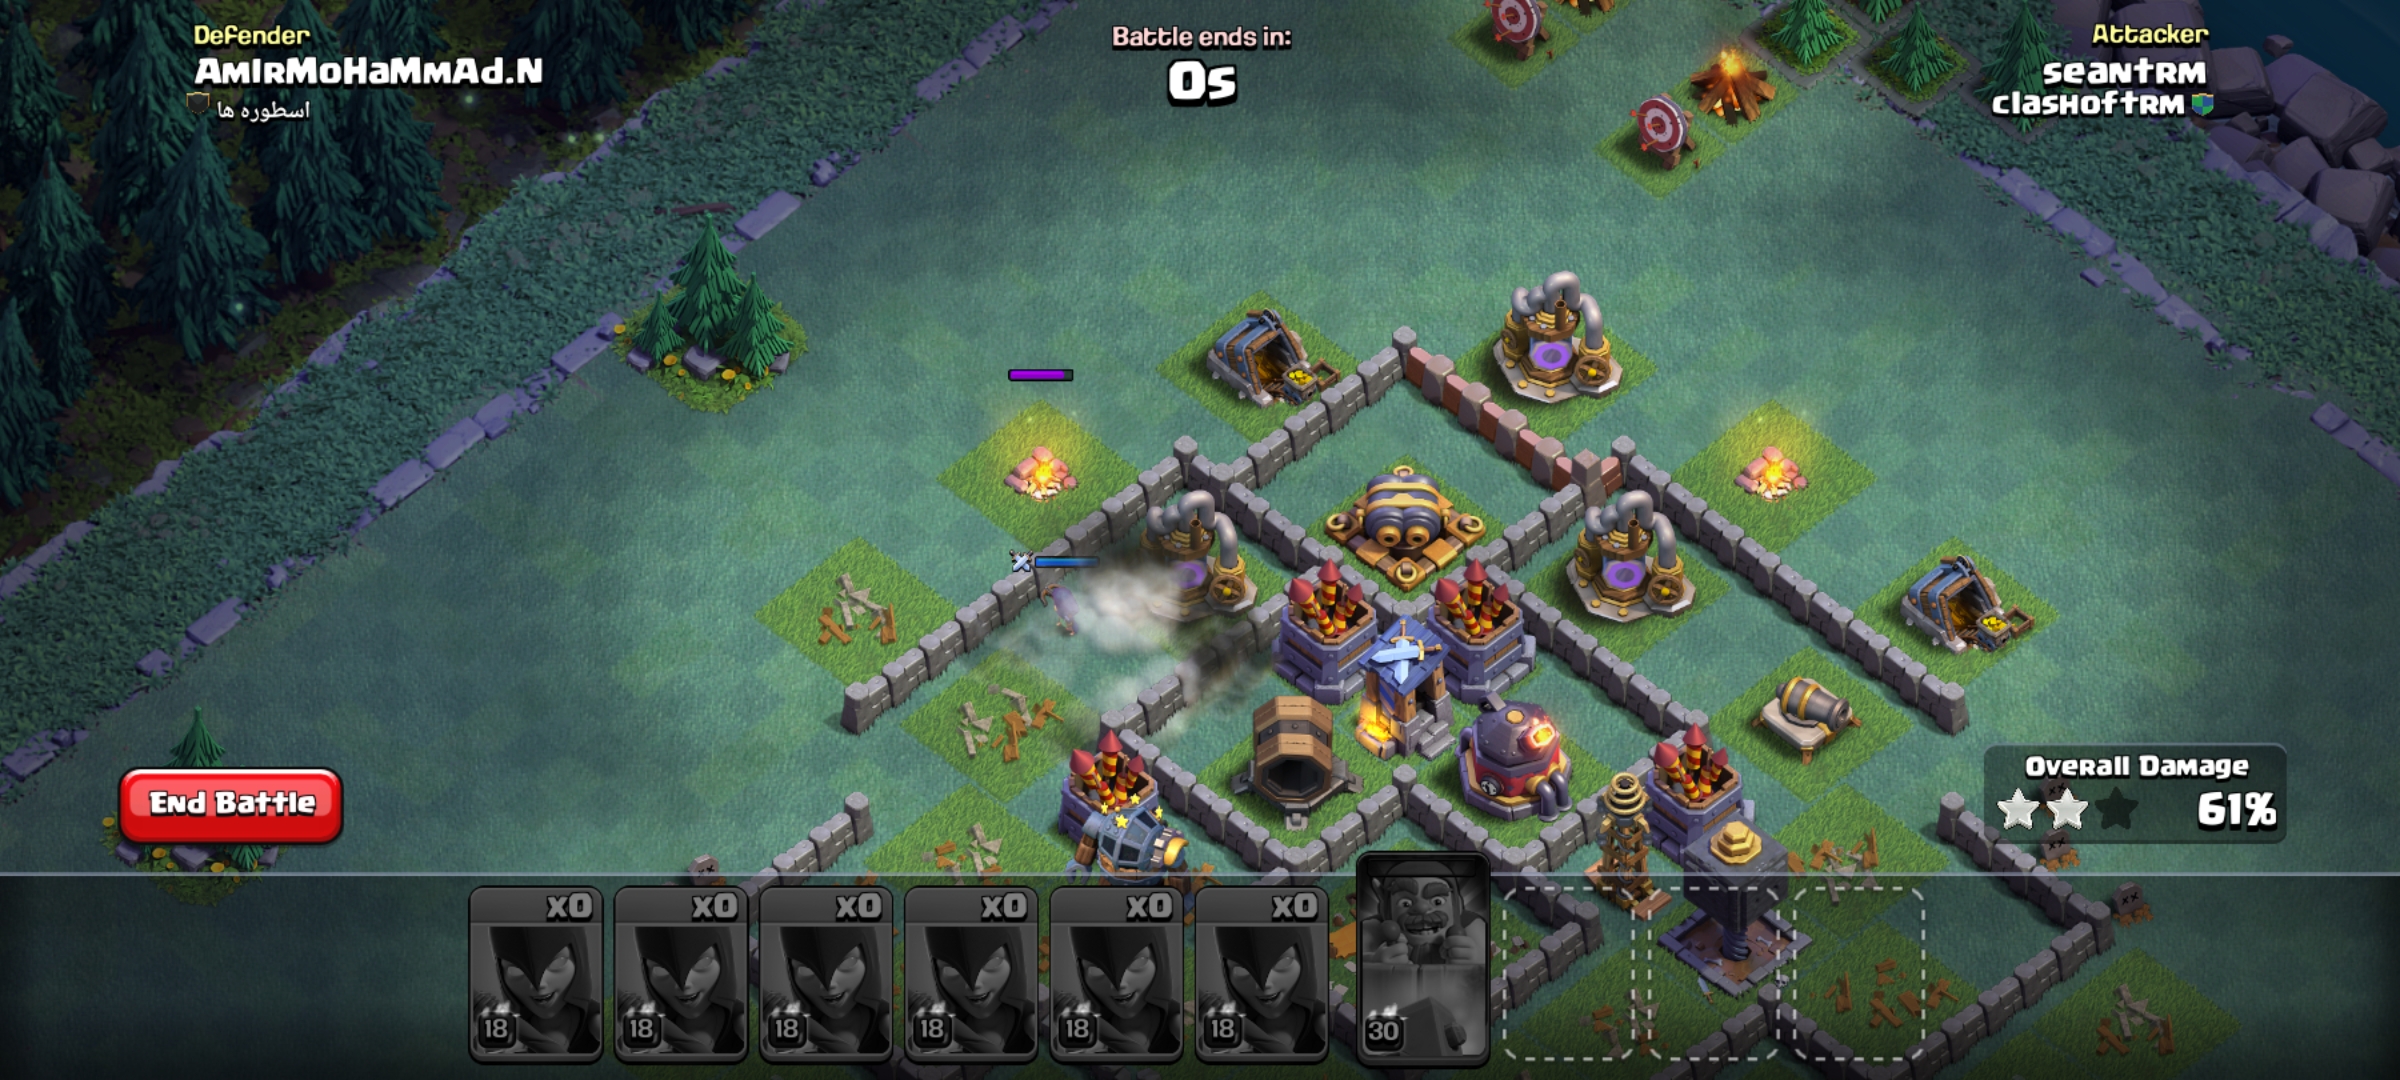 Defender
AmIrMoHaMmAd.N
اسطوره ها
Battle ends in:
0s
Attacker
seantrm
clashoftrm
End Battle
Overall Damage
61%
x0 x0 x0 x0 x0 x0
18 18 18 18 18 18 30